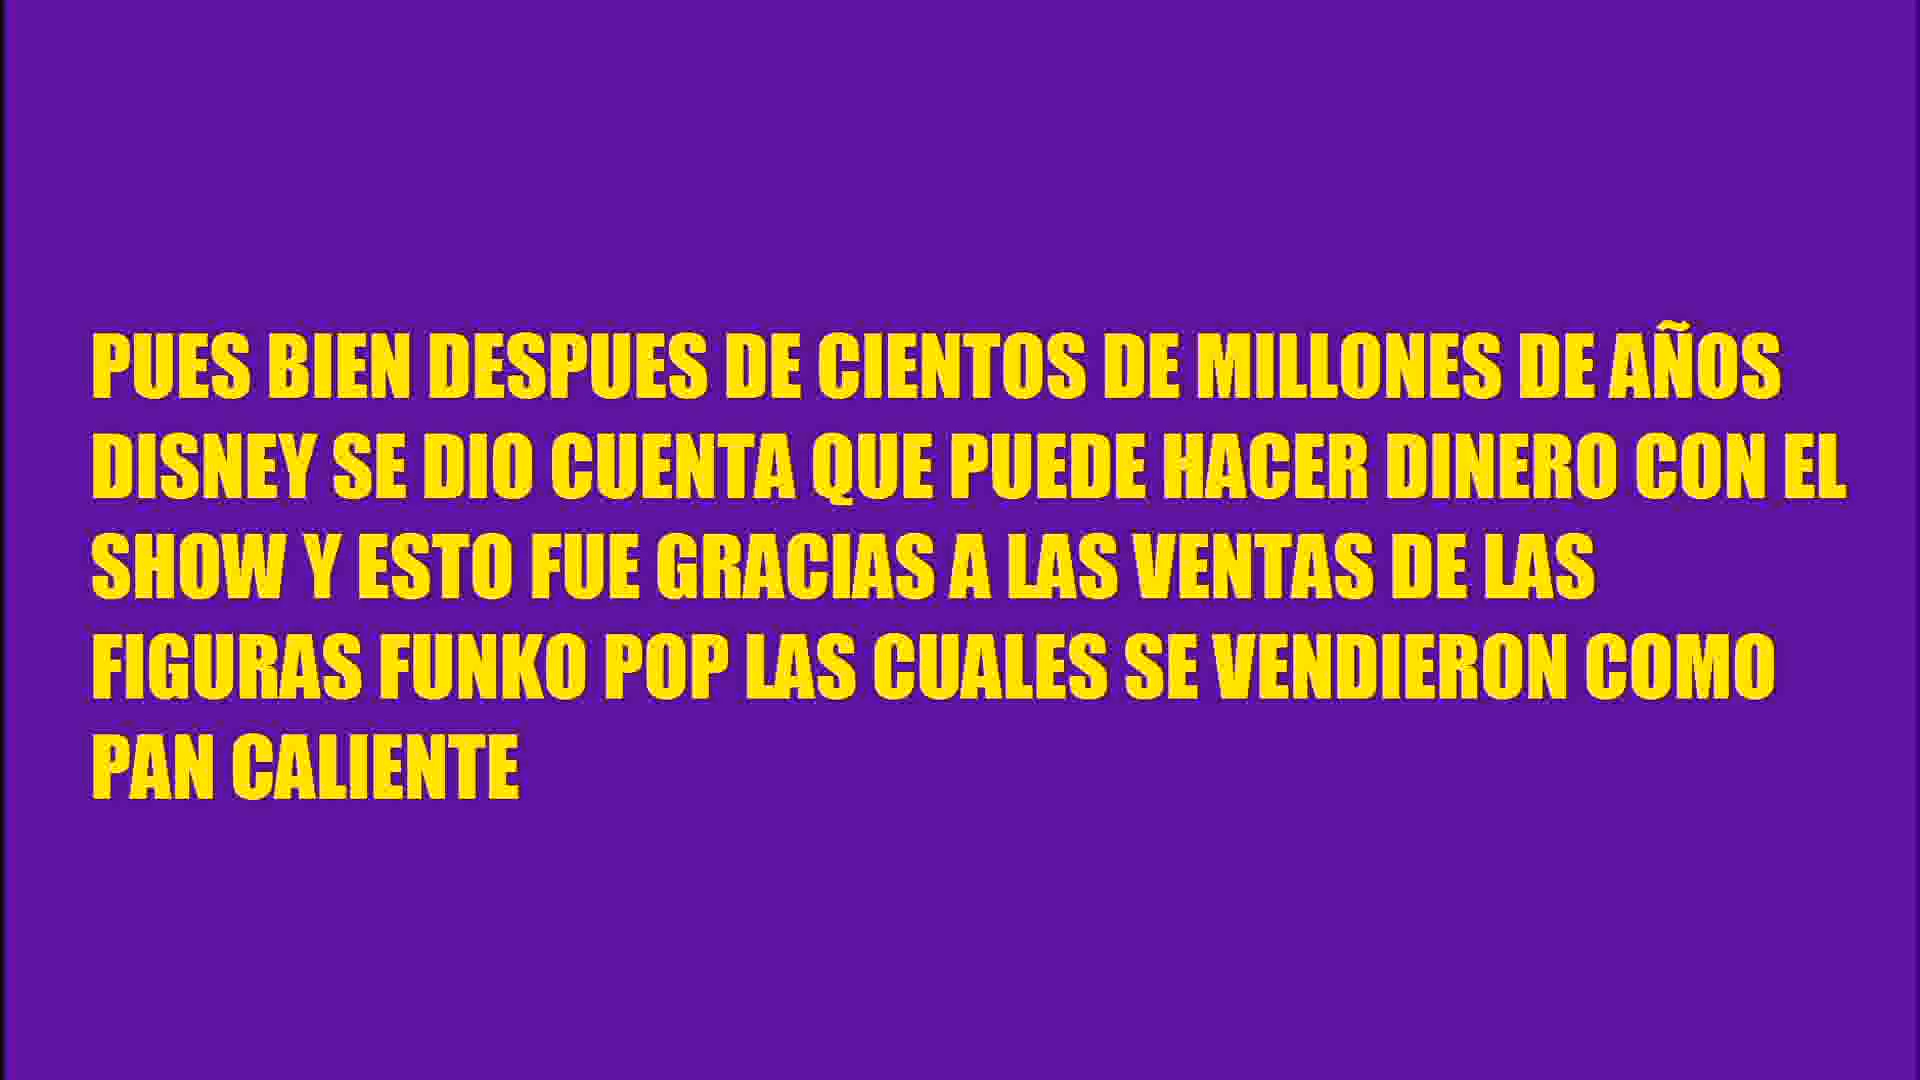 PUES BIEN DESPUES DE CIENTOS DE MILLONES DE AÑOS
DISNEY SE DIO CUENTA QUE PUEDE HACER DINERO CON EL
SHOW Y ESTO FUE GRACIAS A LAS VENTAS DE LAS
FIGURAS FUNKO POP LAS CUALES SE VENDIERON COMO
PAN CALIENTE